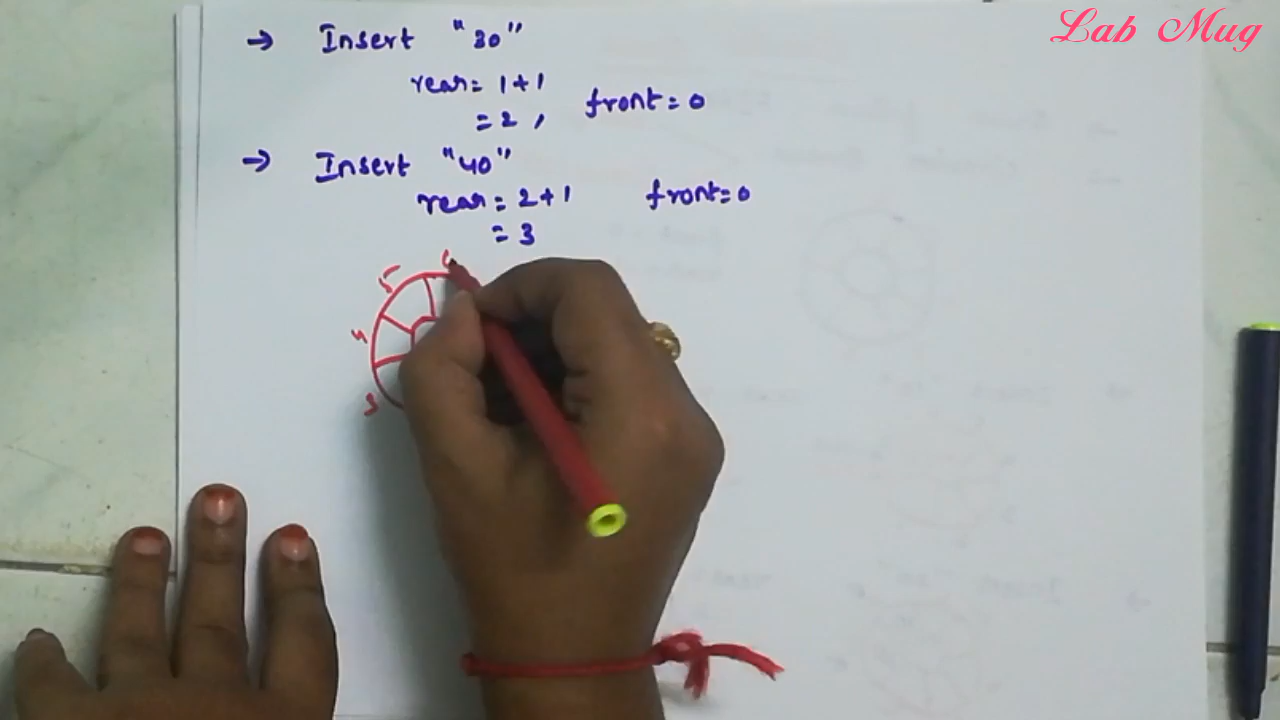 Lab Mug
→ Insert "30"
rear= 1+1
=2, front=0
→ Insert "40"
rear=2+1 front=0
=3
5
4
3